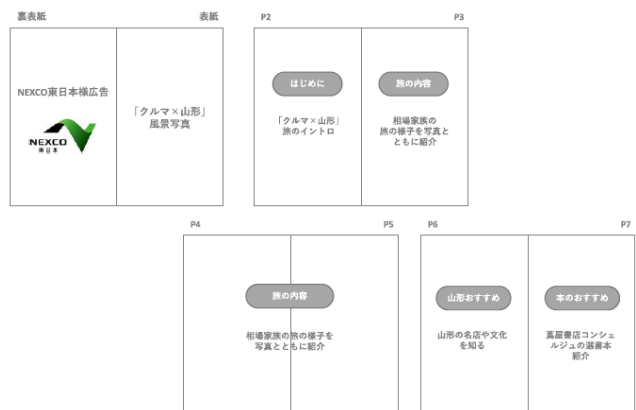 裏表紙
表紙
NEXCO東日本様広告
NEXCO
東日本
「クルマ×山形」
風景写真
P2
P3
はじめに
「クルマ×山形」
旅のイントロ
旅の内容
相場家族の
旅の様子を写真と
ともに紹介
P4
P5
旅の内容
相場家族の旅の様子を
写真とともに紹介
P6
P7
山形おすすめ
山形の名店や文化
を知る
本のおすすめ
蔦屋書店コンシェ
ルジュの選書本
紹介